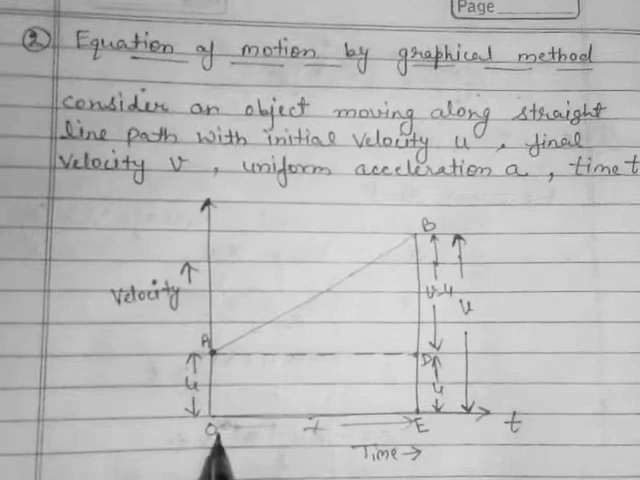 Page
② Equation of motion by graphical method
consider an object moving along straight
line path with initial velocity u, final
velocity v, uniform acceleration a, time t
B
Velocity ↑
v-u
v
A
D
u
u
O
t
E
t
Time →